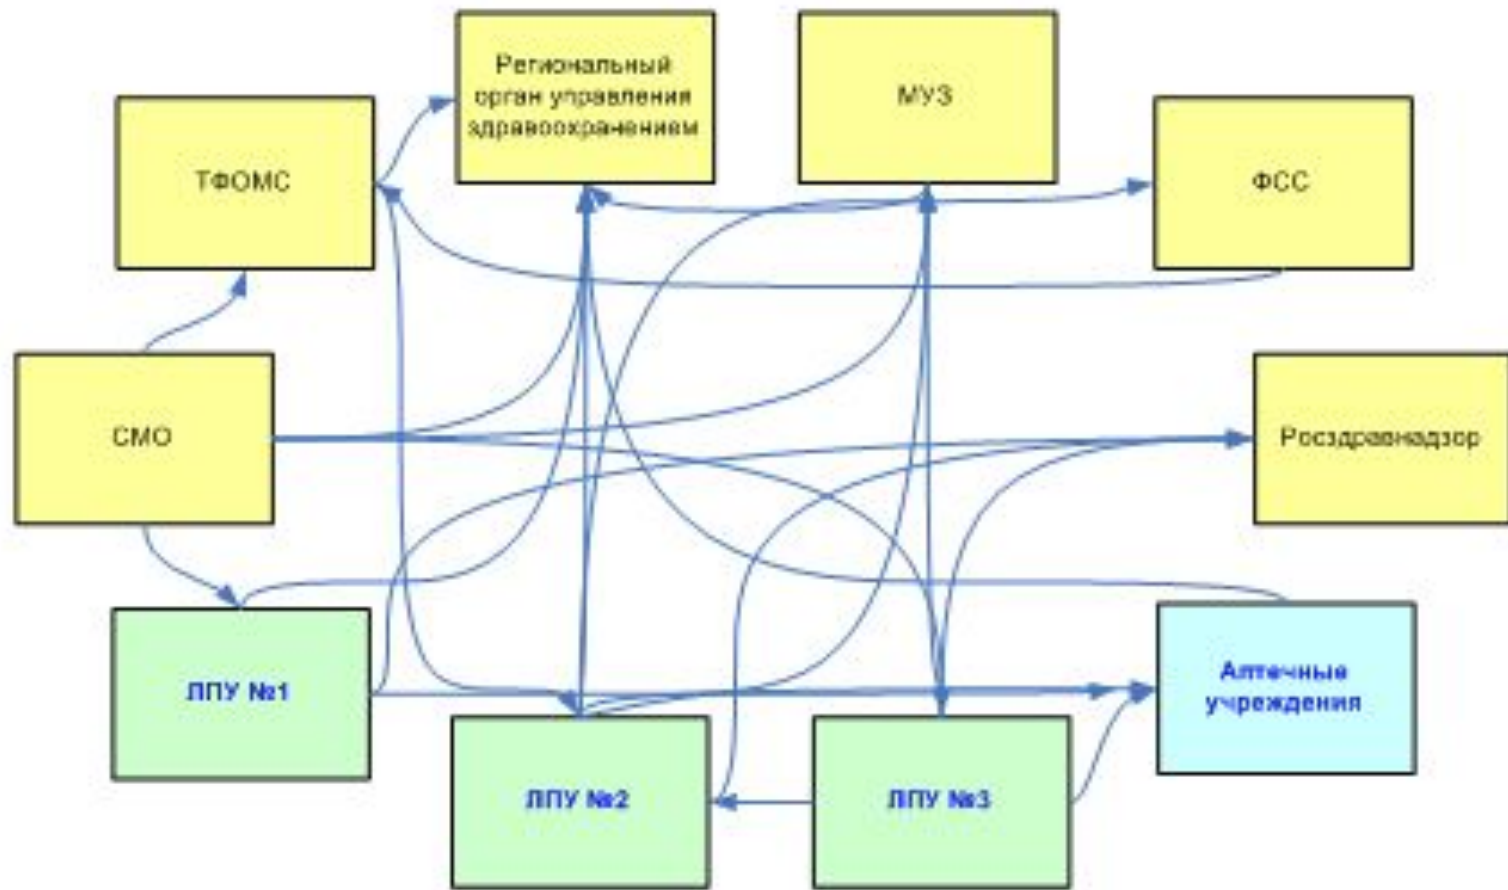 Региональный
орган управления
здравоохранением
МУЗ
ТФОМС
ФСС
СМО
Росздравнадзор
ЛПУ №1
Аптечные
учреждения
ЛПУ №2
ЛПУ №3